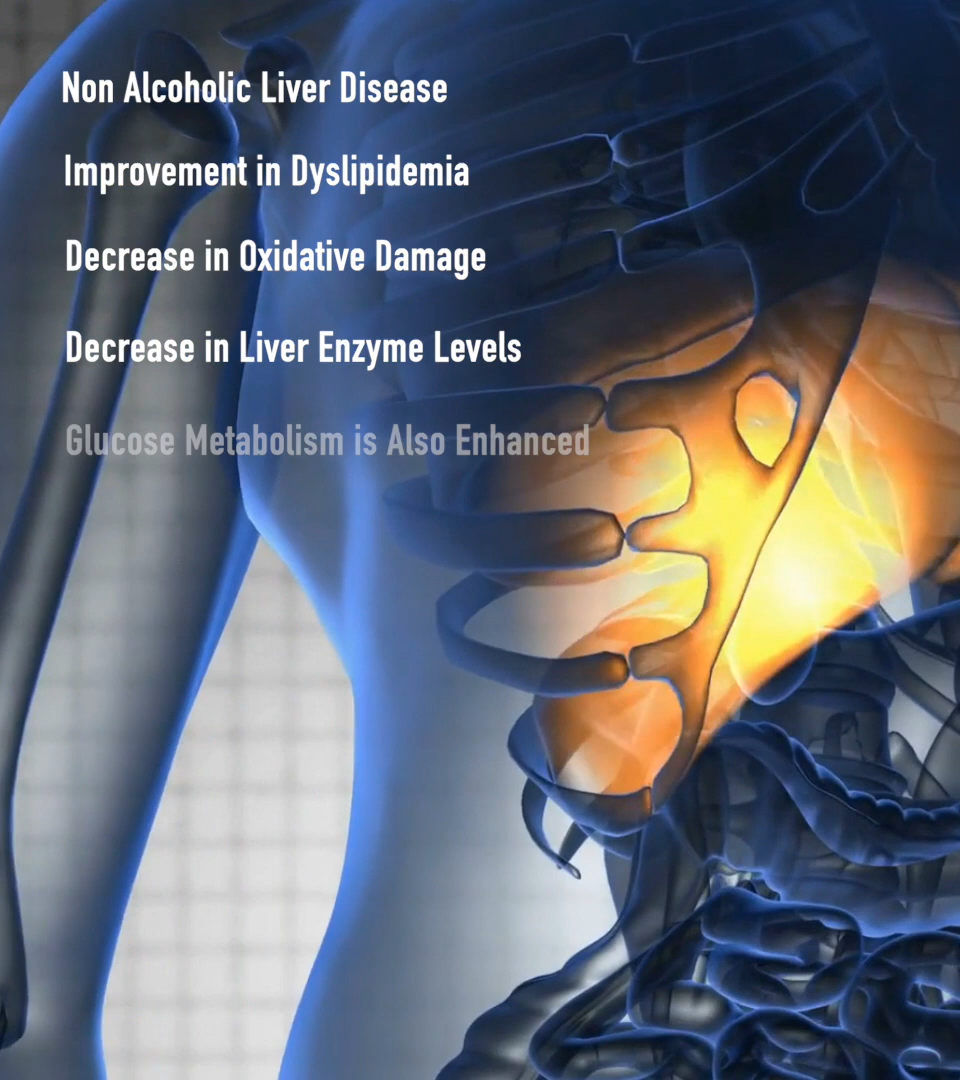 Non Alcoholic Liver Disease
Improvement in Dyslipidemia
Decrease in Oxidative Damage
Decrease in Liver Enzyme Levels
Glucose Metabolism is Also Enhanced